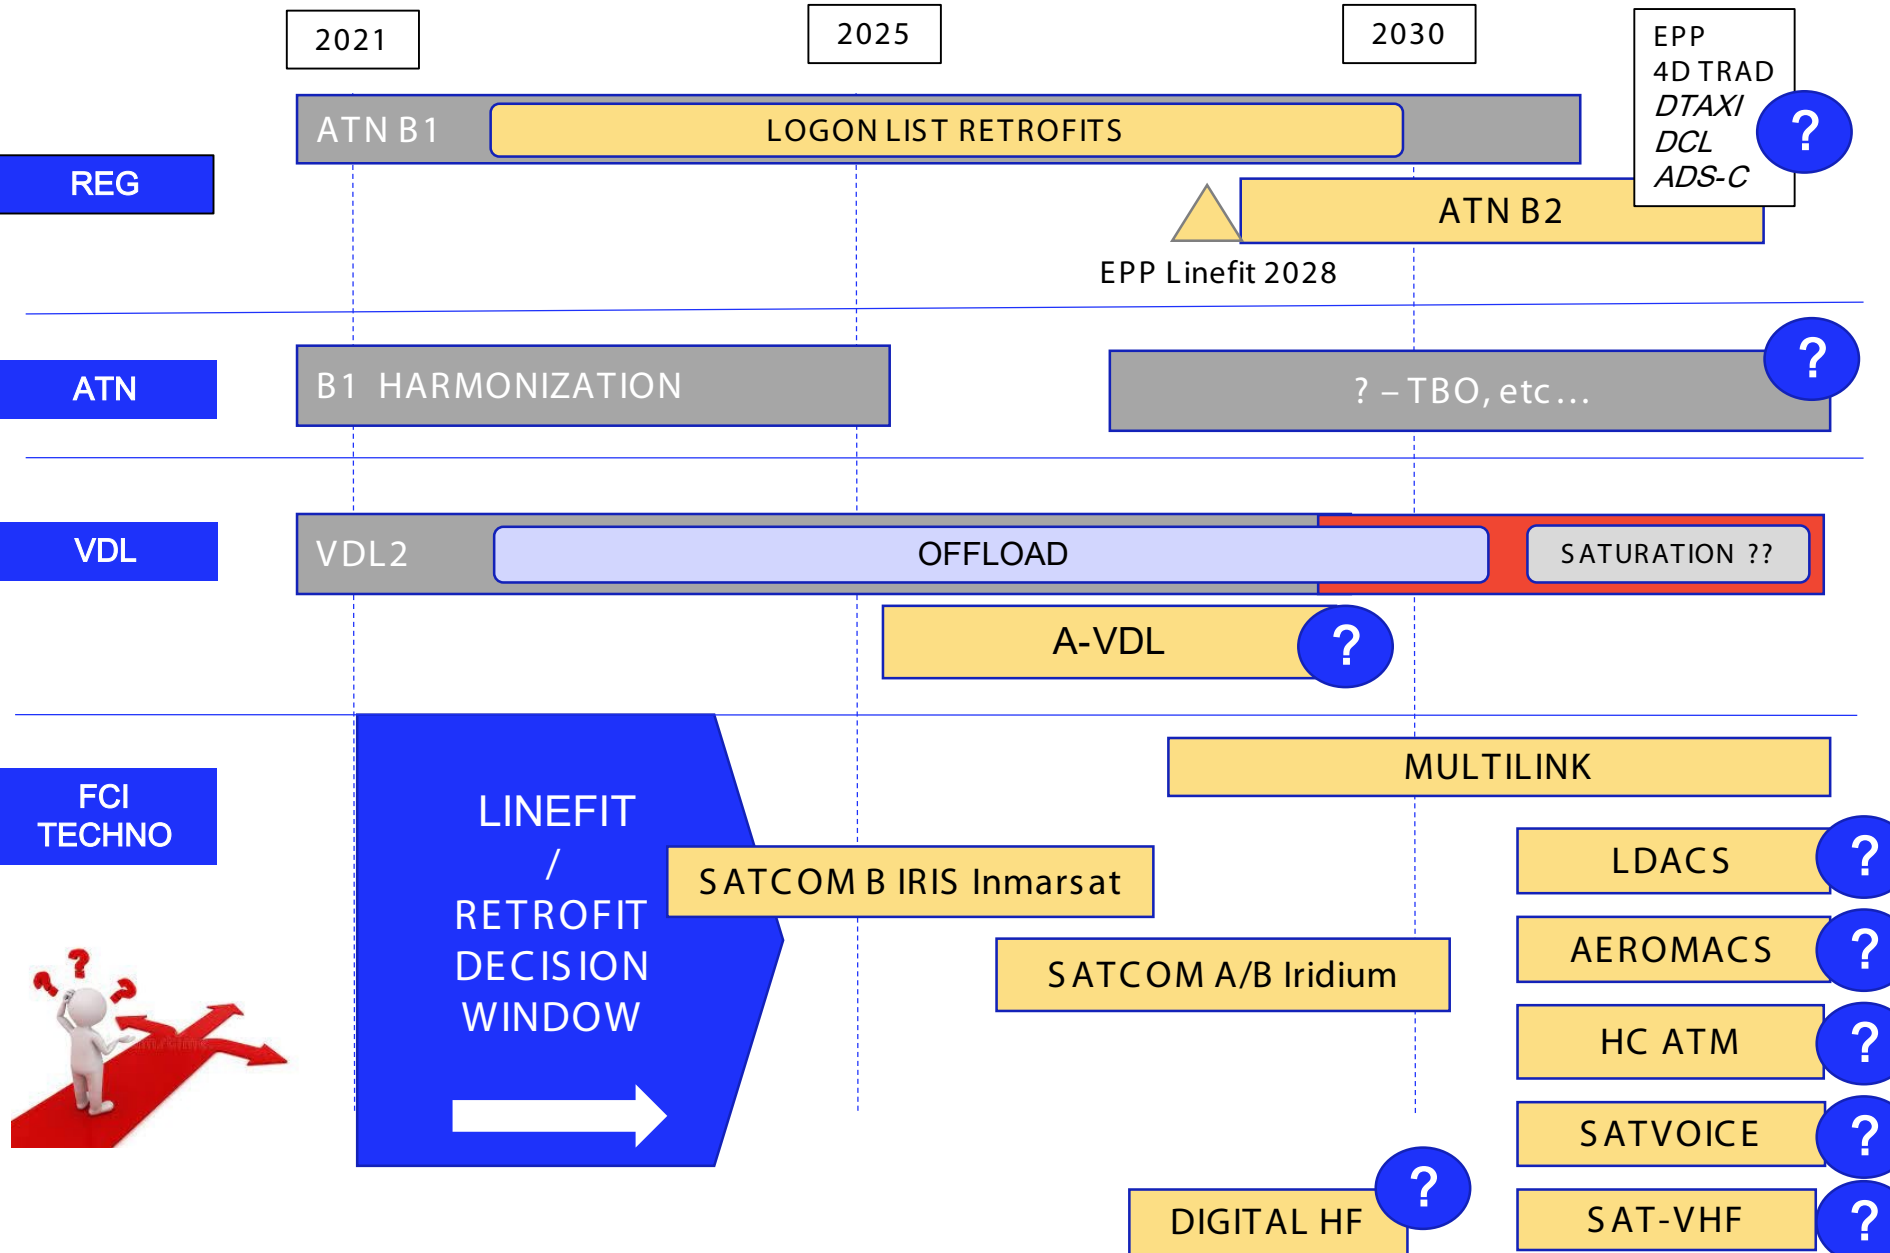 2021
2025
2030
EPP
4D TRAD
DTAXI
DCL
ADS-C
?
ATN B1
LOGON LIST RETROFITS
REG
ATN B2
EPP Linefit 2028
ATN
B1 HARMONIZATION
? – TBO, etc...
?
VDL
VDL2
OFFLOAD
SATURATION ??
A-VDL
?
FCI
TECHNO
LINEFIT
/
RETROFIT
DECISION
WINDOW
MULTILINK
SATCOM B IRIS Inmarsat
SATCOM A/B Iridium
LDACS
?
AEROMACS
?
HC ATM
?
SATVOICE
?
DIGITAL HF
?
SAT-VHF
?
? ? ?